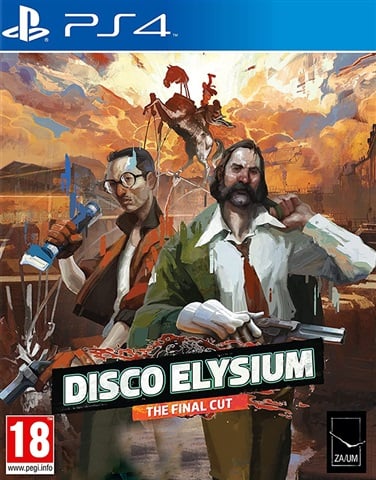 PS4
DISCO ELYSIUM
THE FINAL CUT
18
www.pegi.info
ZA/UM